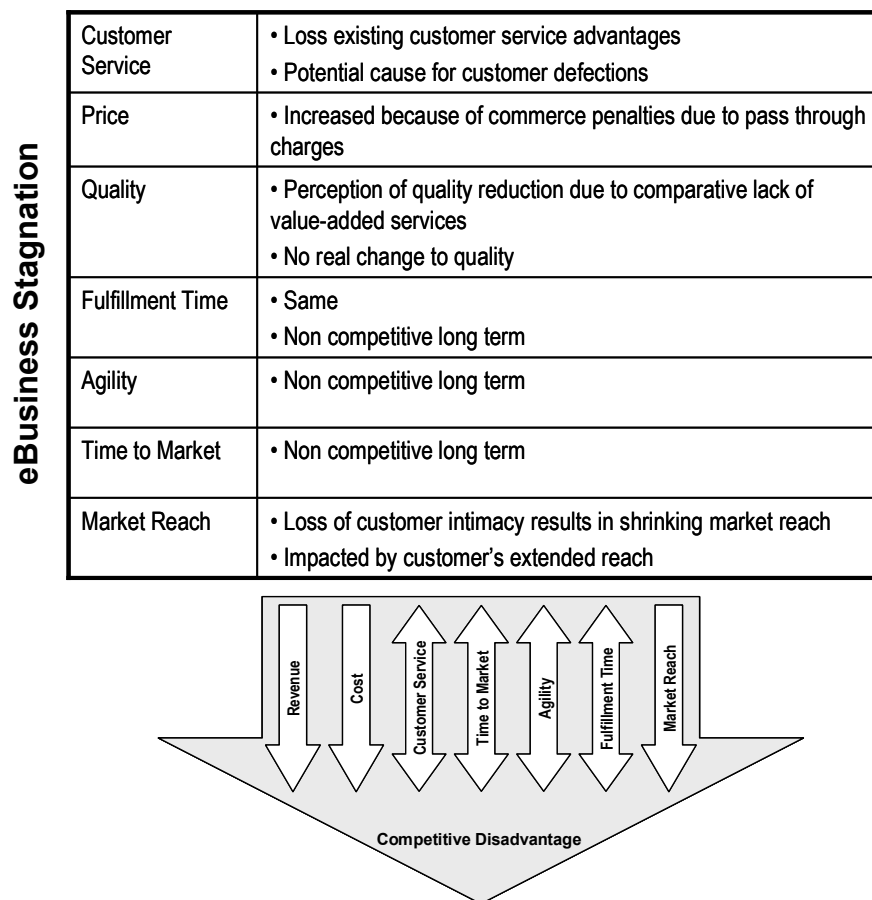 eBusiness Stagnation
Customer
Service
• Loss existing customer service advantages
• Potential cause for customer defections
Price
• Increased because of commerce penalties due to pass through
charges
Quality
• Perception of quality reduction due to comparative lack of
value-added services
• No real change to quality
Fulfillment Time
• Same
• Non competitive long term
Agility
• Non competitive long term
Time to Market
• Non competitive long term
Market Reach
• Loss of customer intimacy results in shrinking market reach
• Impacted by customer’s extended reach
Revenue
Cost
Customer Service
Time to Market
Agility
Fulfillment Time
Market Reach
Competitive Disadvantage